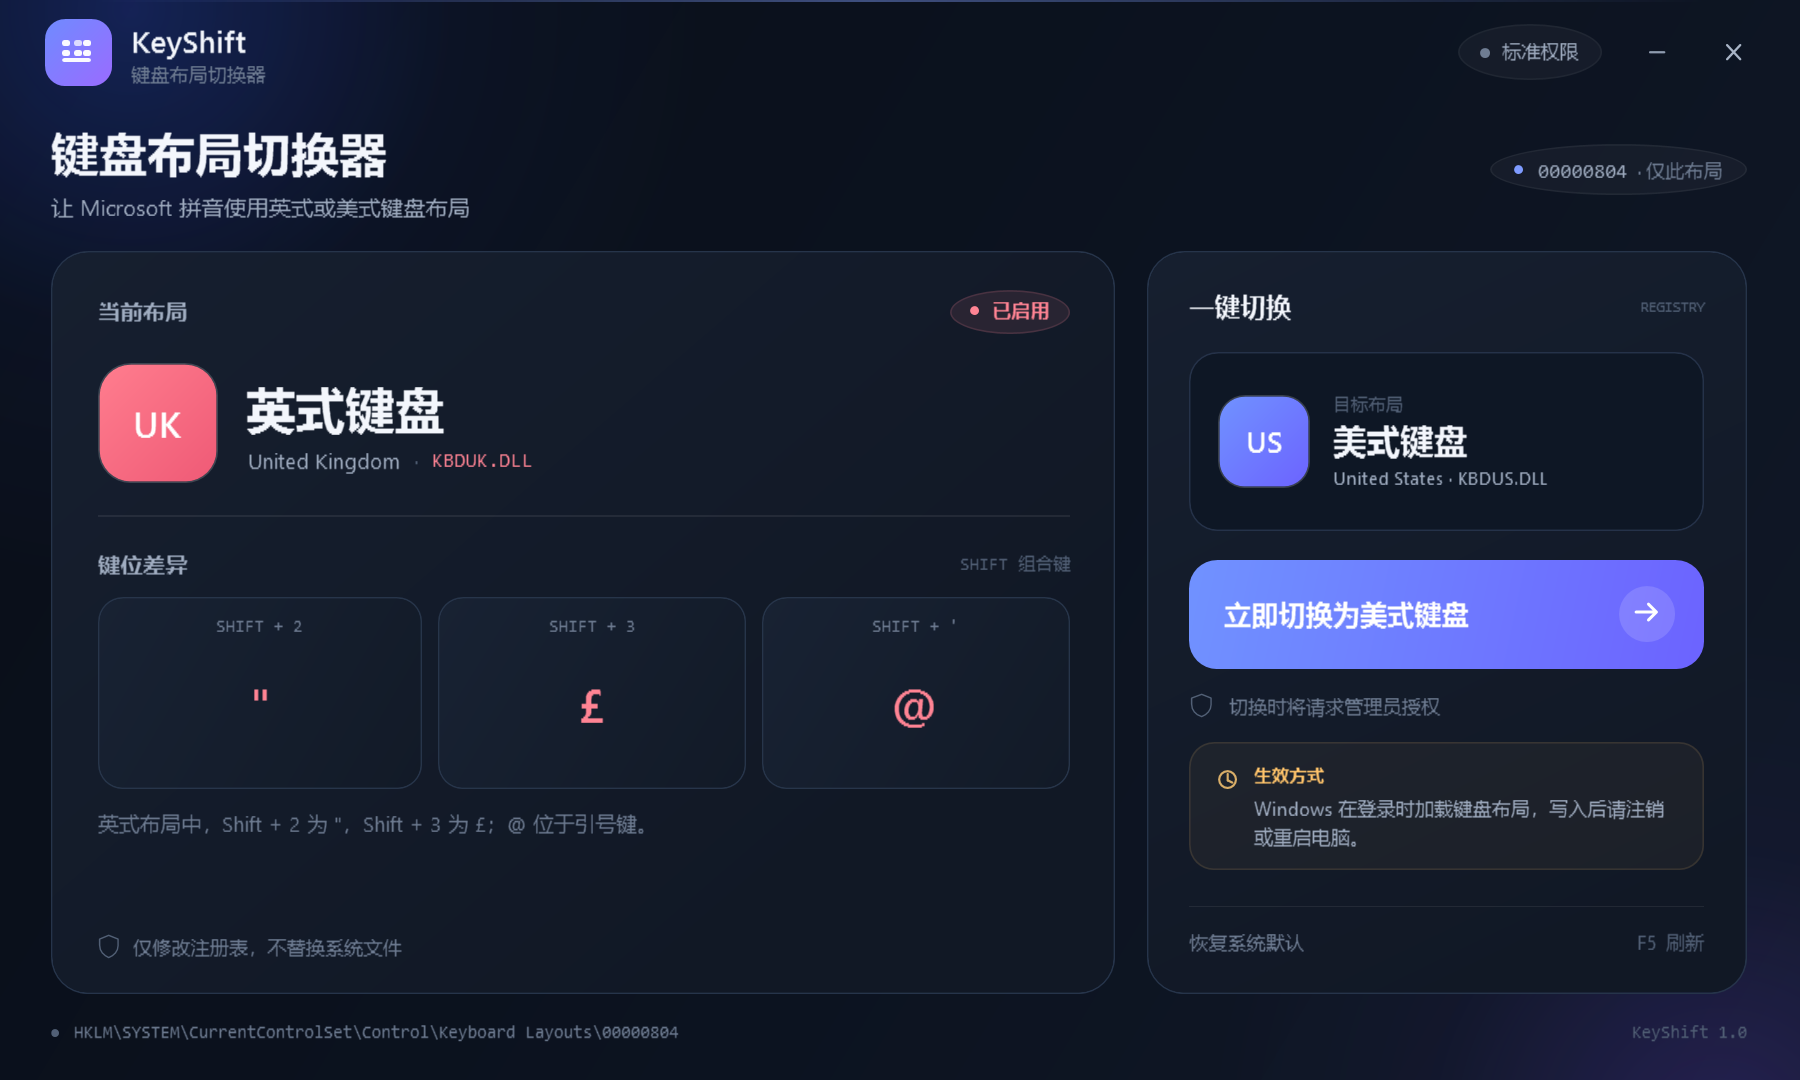 KeyShift
键盘布局切换器
标准权限
键盘布局切换器
让 Microsoft 拼音使用英式或美式键盘布局
00000804 · 仅此布局
当前布局
已启用
UK
英式键盘
United Kingdom · KBDUK.DLL
键位差异
SHIFT 组合键
SHIFT + 2
"
SHIFT + 3
£
SHIFT + '
@
英式布局中，Shift + 2 为 "，Shift + 3 为 £；@ 位于引号键。
仅修改注册表，不替换系统文件
一键切换
REGISTRY
US
目标布局
美式键盘
United States · KBDUS.DLL
立即切换为美式键盘
切换时将请求管理员授权
生效方式
Windows 在登录时加载键盘布局，写入后请注销
或重启电脑。
恢复系统默认
F5 刷新
HKLM\SYSTEM\CurrentControlSet\Control\Keyboard Layouts\00000804
KeyShift 1.0